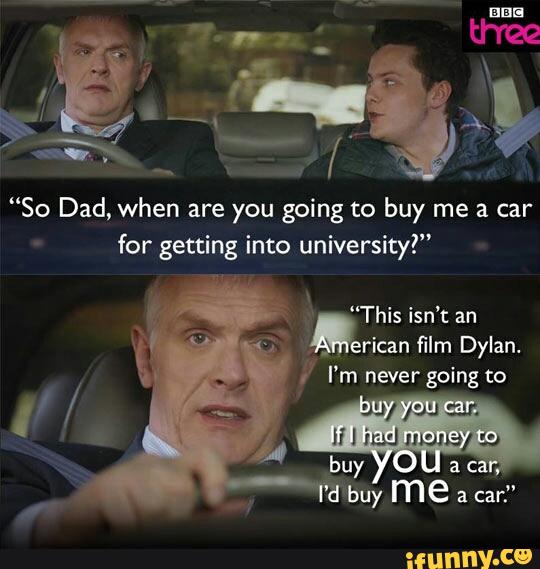 BBC
three
“So Dad, when are you going to buy me a car
for getting into university?”
“This isn’t an
American film Dylan.
I’m never going to
buy you car.
If I had money to
buy YOU a car,
I’d buy ME a car.”
ifunny.co